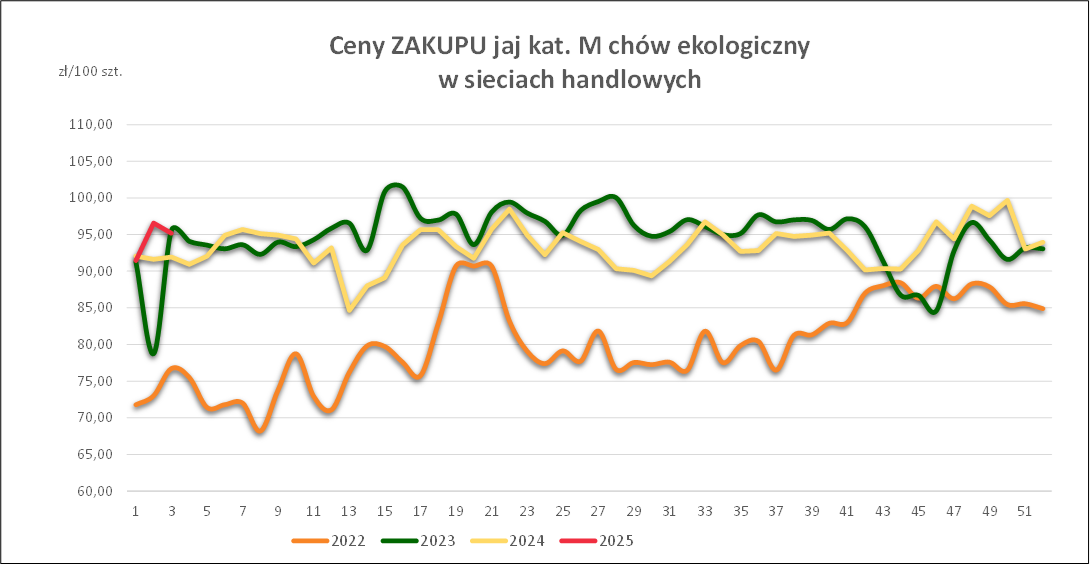 Ceny ZAKUPU jaj kat. M chów ekologiczny
w sieciach handlowych
zł/100 szt.
110,00
105,00
100,00
95,00
90,00
85,00
80,00
75,00
70,00
65,00
60,00
1 3 5 7 9 11 13 15 17 19 21 23 25 27 29 31 33 35 37 39 41 43 45 47 49 51
2022 2023 2024 2025